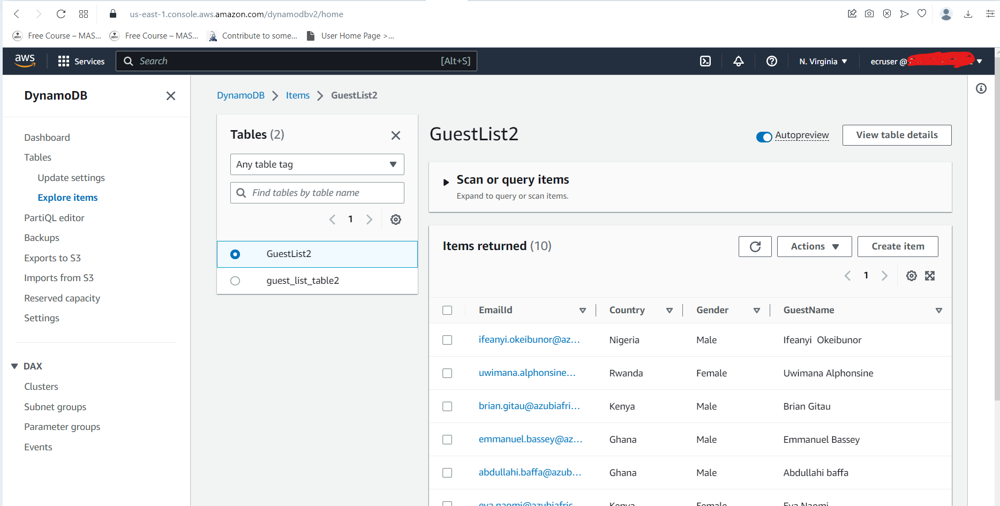 us-east-1.console.aws.amazon.com/dynamodbv2/home
Free Course – MAS... Free Course – MAS... Contribute to some... User Home Page >...
aws Services Search [Alt+S] N. Virginia ecruser @
DynamoDB
Dashboard
Tables
Update settings
Explore items
PartiQL editor
Backups
Exports to S3
Imports from S3
Reserved capacity
Settings
DAX
Clusters
Subnet groups
Parameter groups
Events
DynamoDB Items GuestList2
Tables (2)
Any table tag
Find tables by table name
1
GuestList2
guest_list_table2
GuestList2
Autopreview View table details
Scan or query items
Expand to query or scan items.
Items returned (10)
Actions Create item
1
EmailId Country Gender GuestName
ifeanyi.okeibunor@az... Nigeria Male Ifeanyi Okeibunor
uwimana.alphonsine... Rwanda Female Uwimana Alphonsine
brian.gitau@azubiafri... Kenya Male Brian Gitau
emmanuel.bassey@az... Ghana Male Emmanuel Bassey
abdullahi.baffa@azub... Ghana Male Abdullahi baffa
eva.naomi@azubiafric... Kenya Female Eva Naomi